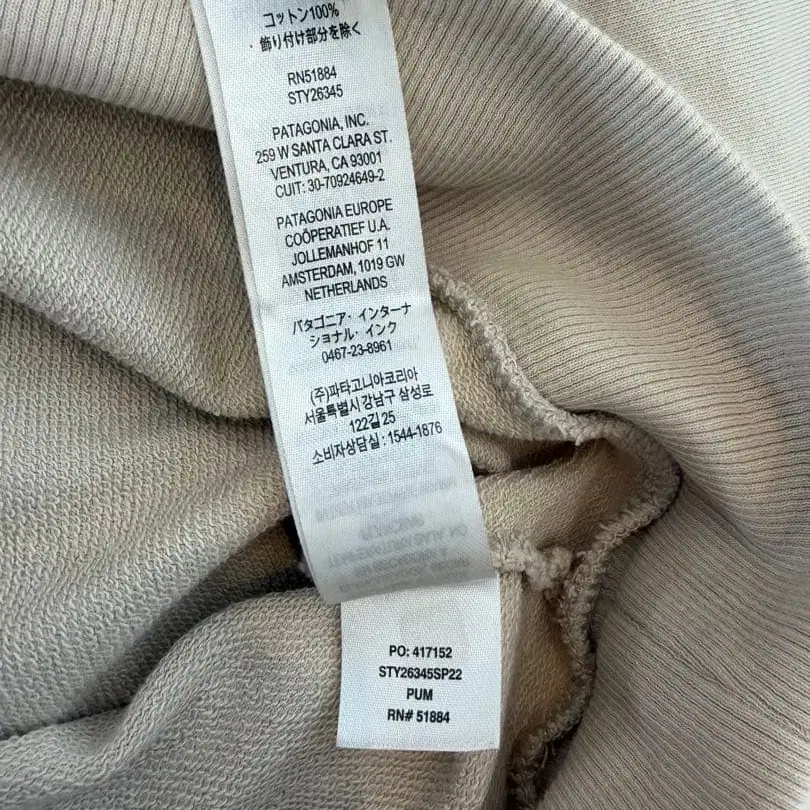 コットン100%
・飾り付け部分を除く
RN51884
STY26345
PATAGONIA, INC.
259 W SANTA CLARA ST.
VENTURA, CA 93001
CUIT: 30-70924649-2
PATAGONIA EUROPE
COÖPERATIEF U.A.
JOLLEMANHOF 11
AMSTERDAM, 1019 GW
NETHERLANDS
パタゴニア・インターナ
ショナル・インク
0467-23-8961
(주)파타고니아코리아
서울특별시 강남구 삼성로
122길 25
소비자상담실 : 1544-1876
PO: 417152
STY26345SP22
PUM
RN# 51884